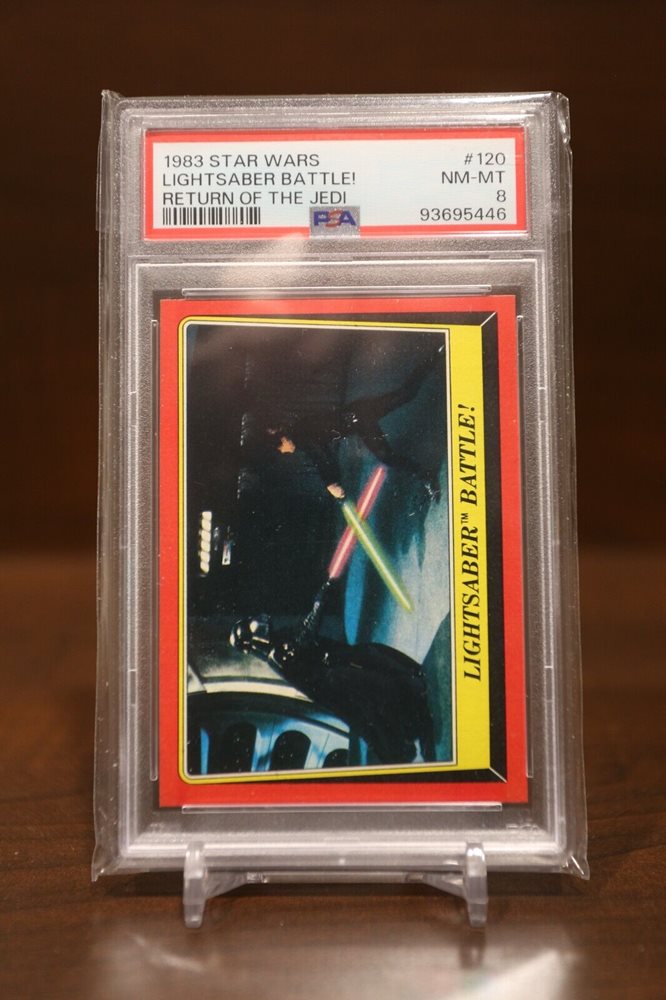 1983 STAR WARS #120
LIGHTSABER BATTLE! NM-MT
RETURN OF THE JEDI 8
PSA 93695446
LIGHTSABER™ BATTLE!